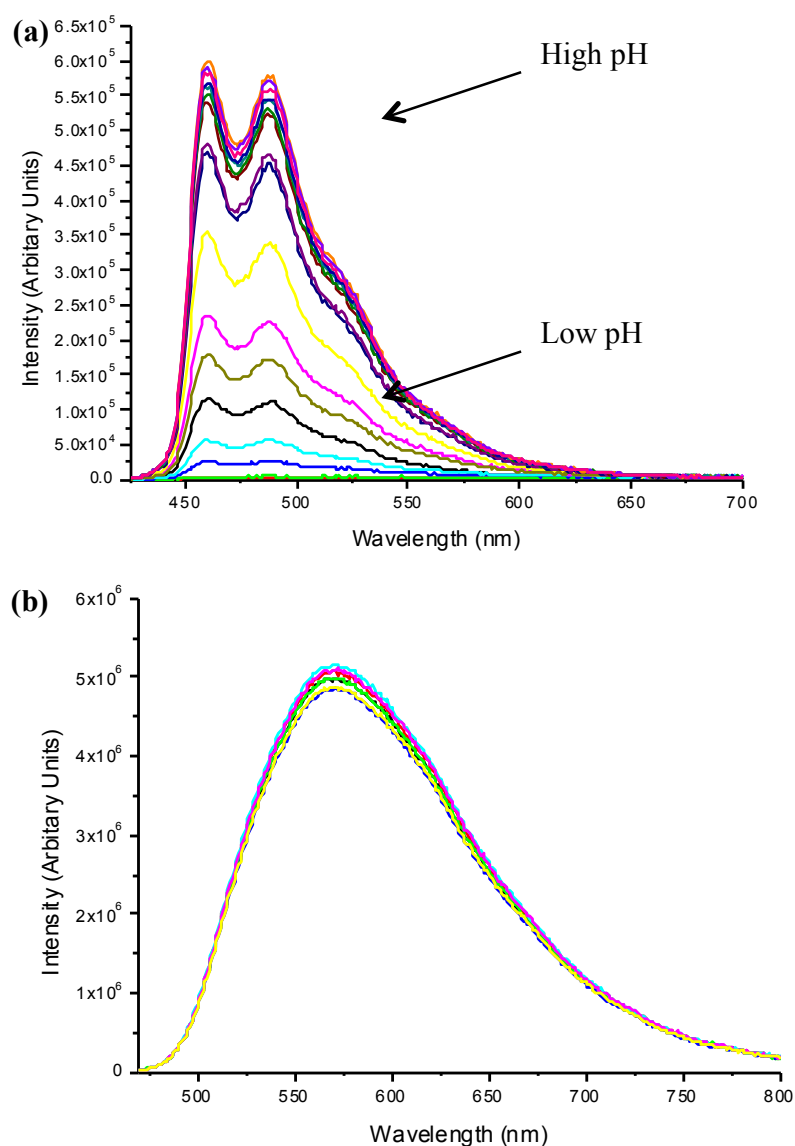 (a)
High pH
Low pH
Intensity (Arbitary Units)
6.5x10⁵
6.0x10⁵
5.5x10⁵
5.0x10⁵
4.5x10⁵
4.0x10⁵
3.5x10⁵
3.0x10⁵
2.5x10⁵
2.0x10⁵
1.5x10⁵
1.0x10⁵
5.0x10⁴
0.0
450 500 550 600 650 700
Wavelength (nm)
(b)
Intensity (Arbitary Units)
6x10⁶
5x10⁶
4x10⁶
3x10⁶
2x10⁶
1x10⁶
0
500 550 600 650 700 750 800
Wavelength (nm)